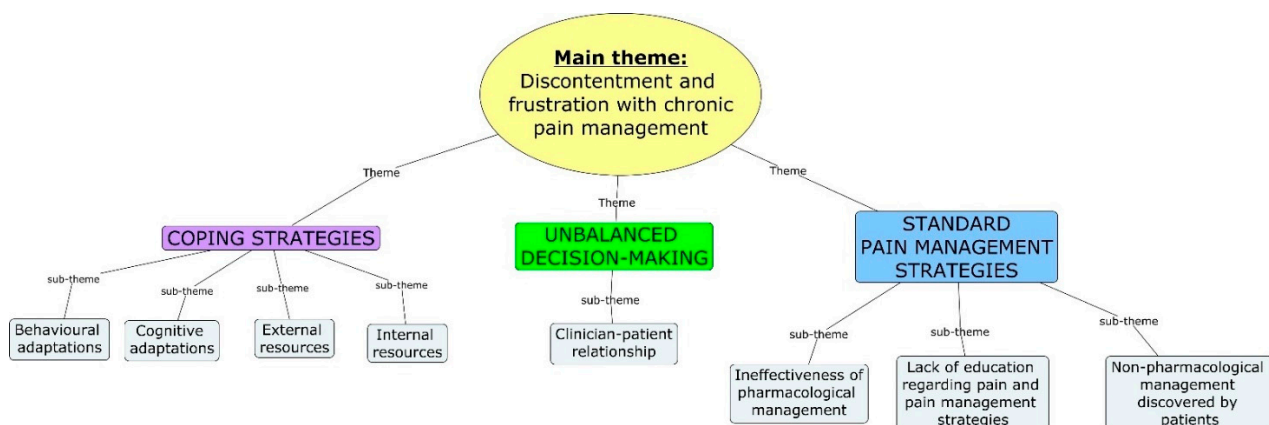 Main theme:
Discontentment and
frustration with chronic
pain management
Theme
Theme
Theme
COPING STRATEGIES
UNBALANCED
DECISION-MAKING
STANDARD
PAIN MANAGEMENT
STRATEGIES
sub-theme
sub-theme
sub-theme
sub-theme
sub-theme
sub-theme
sub-theme
sub-theme
Behavioural
adaptations
Cognitive
adaptations
External
resources
Internal
resources
Clinician-patient
relationship
Ineffectiveness of
pharmacological
management
Lack of education
regarding pain and
pain management
strategies
Non-pharmacological
management
discovered by
patients